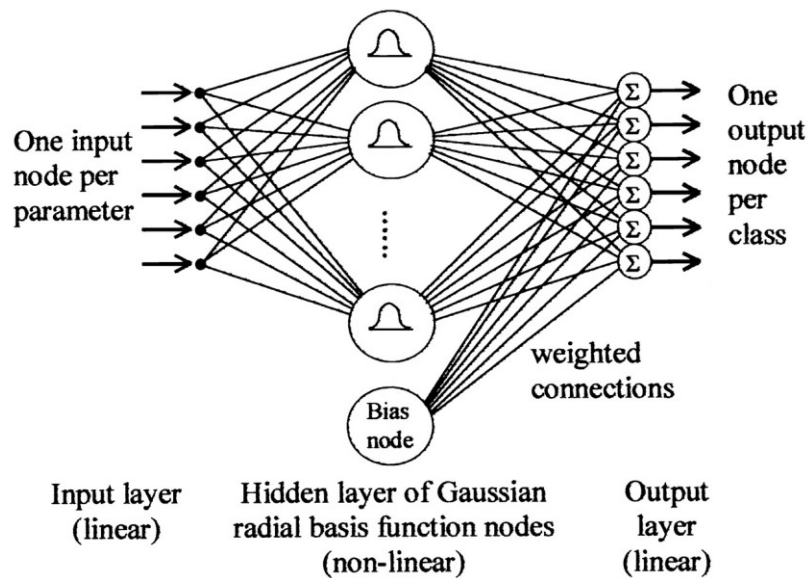 One input
node per
parameter
Σ
Σ
Σ
Σ
Σ
Σ
One
output
node
per
class
weighted
connections
Bias
node
Input layer
(linear)
Hidden layer of Gaussian
radial basis function nodes
(non-linear)
Output
layer
(linear)